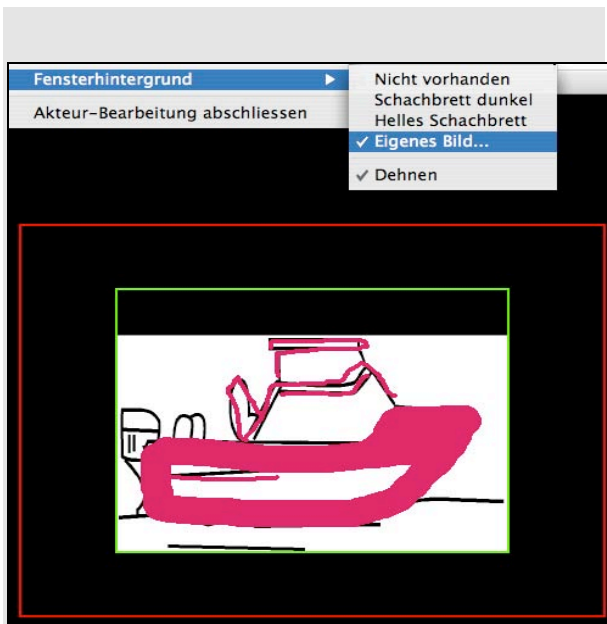 Fensterhintergrund
Akteur-Bearbeitung abschliessen
Nicht vorhanden
Schachbrett dunkel
Helles Schachbrett
Eigenes Bild...
Dehnen